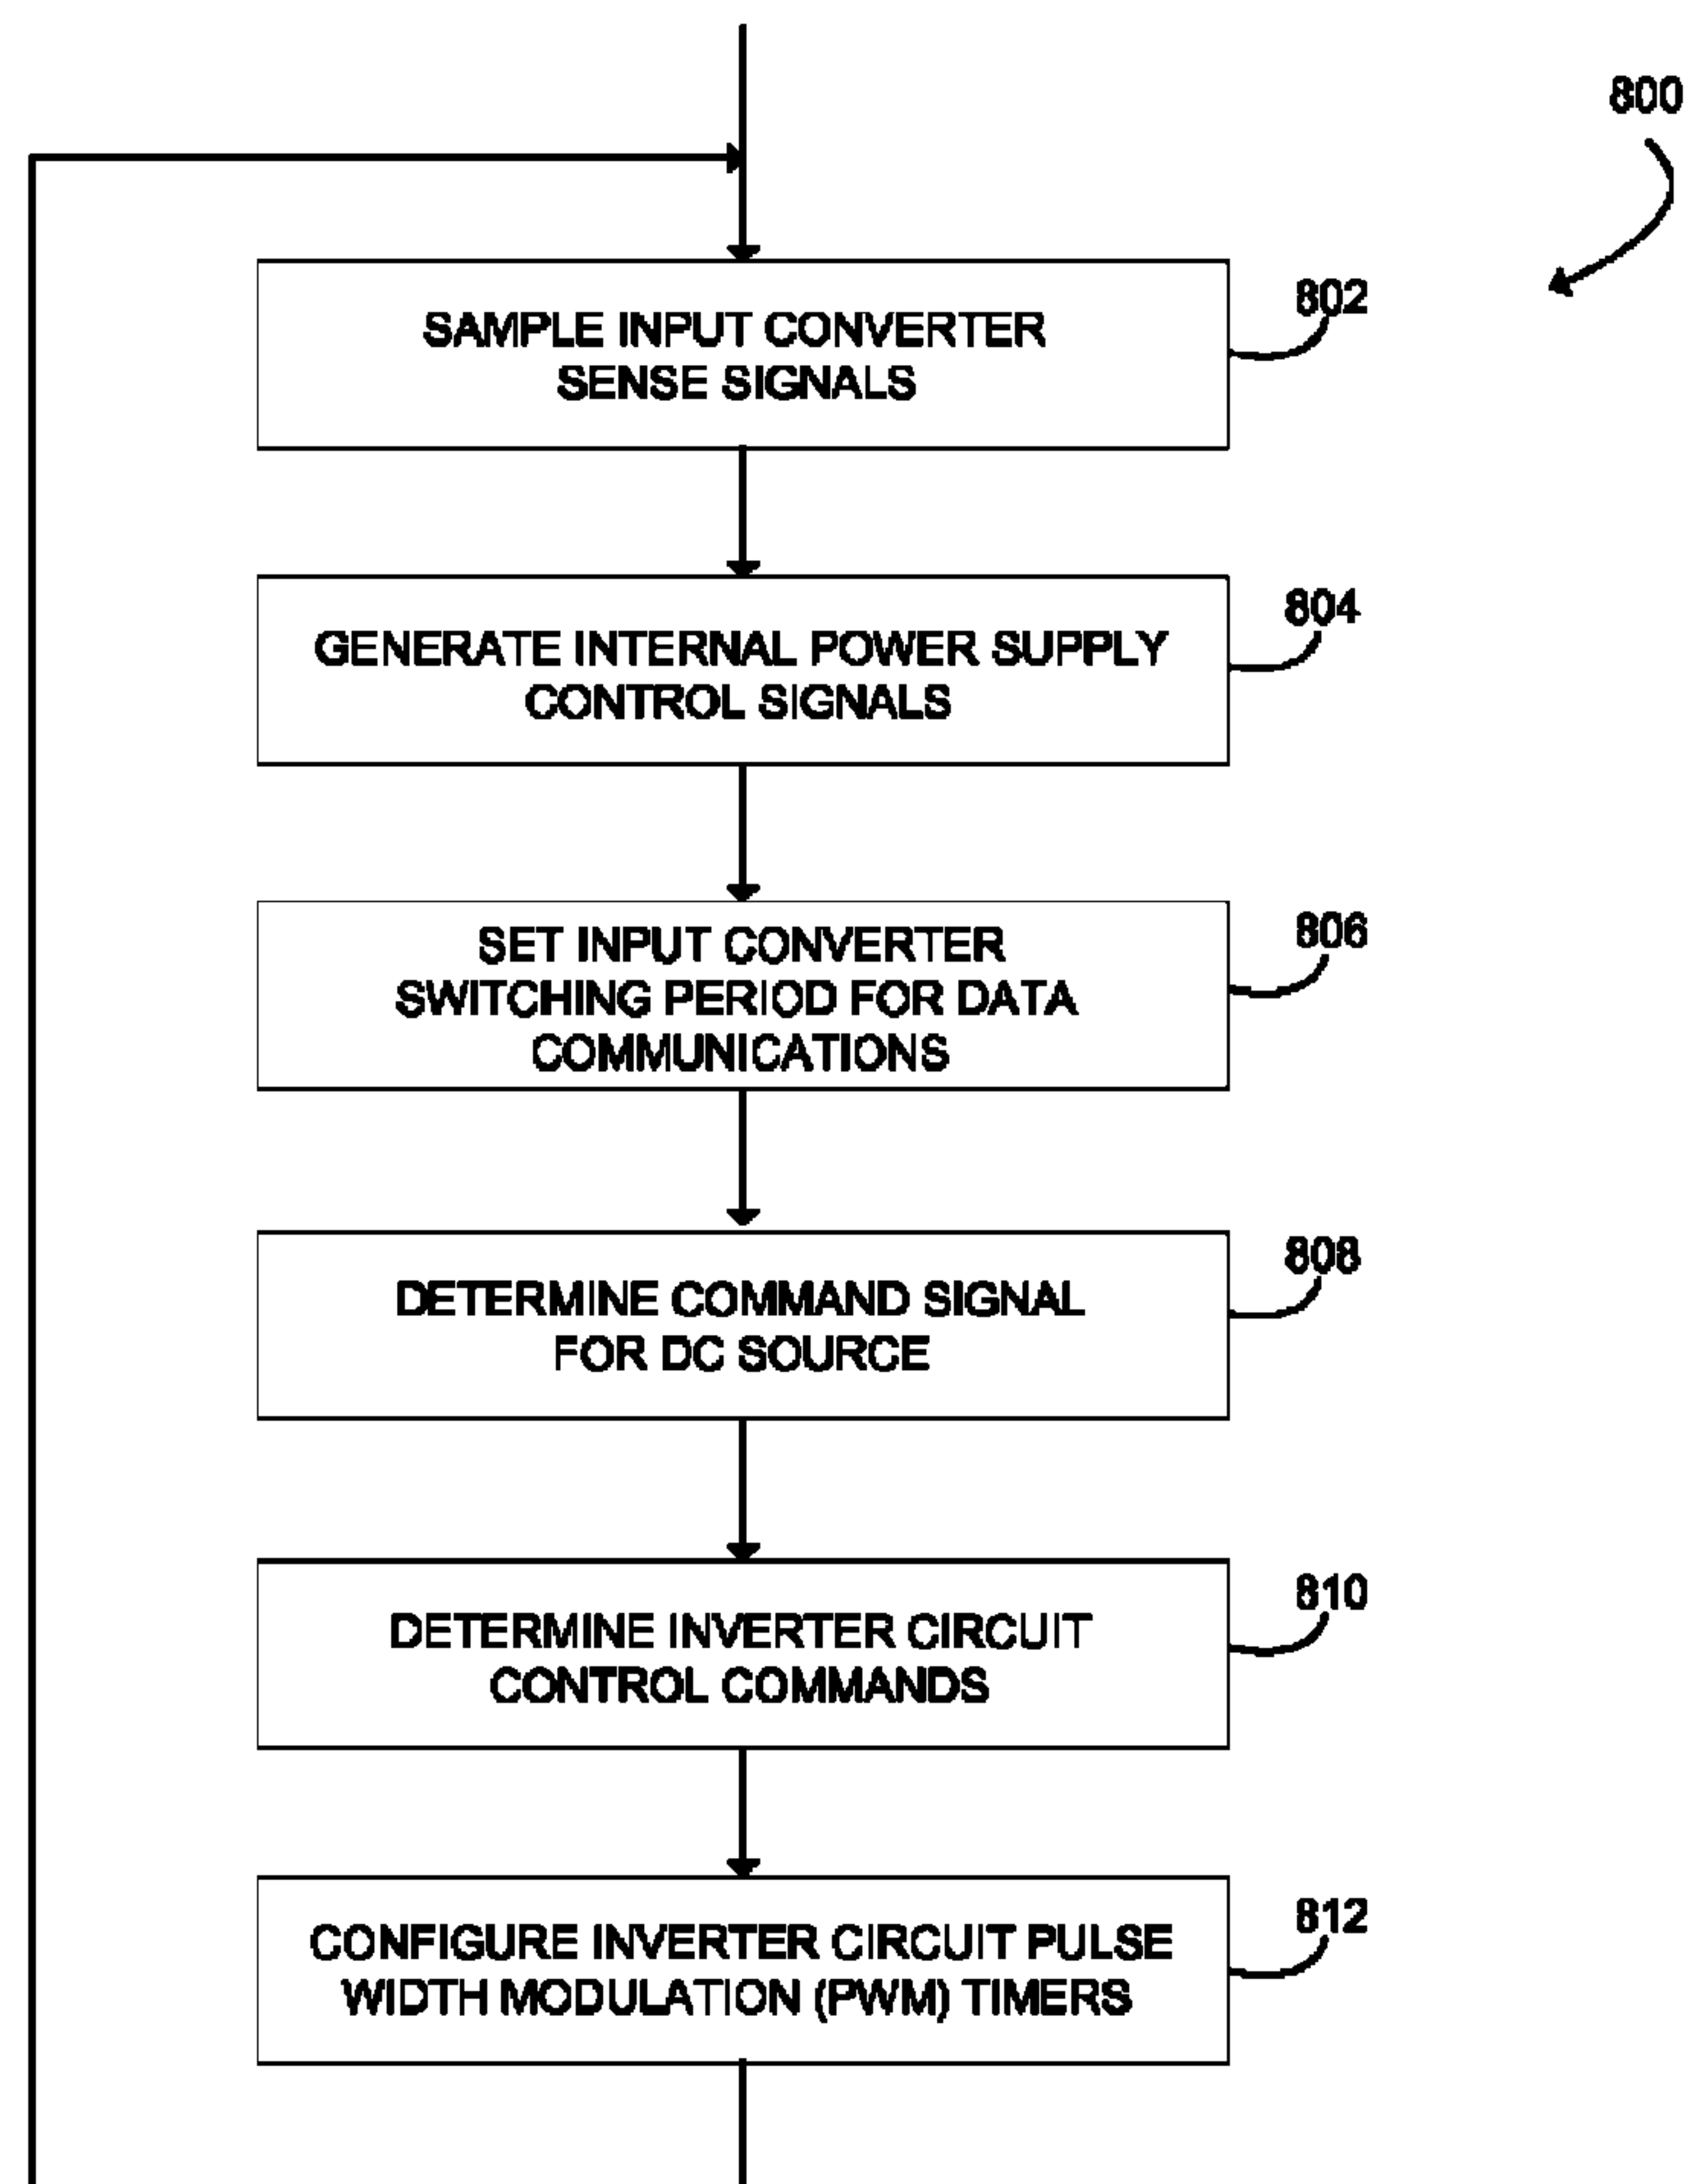 800
SAMPLE INPUT CONVERTER
SENSE SIGNALS
802
GENERATE INTERNAL POWER SUPPLY
CONTROL SIGNALS
804
SET INPUT CONVERTER
SWITCHING PERIOD FOR DATA
COMMUNICATIONS
806
DETERMINE COMMAND SIGNAL
FOR DC SOURCE
808
DETERMINE INVERTER CIRCUIT
CONTROL COMMANDS
810
CONFIGURE INVERTER CIRCUIT PULSE
WIDTH MODULATION (PWM) TIMERS
812